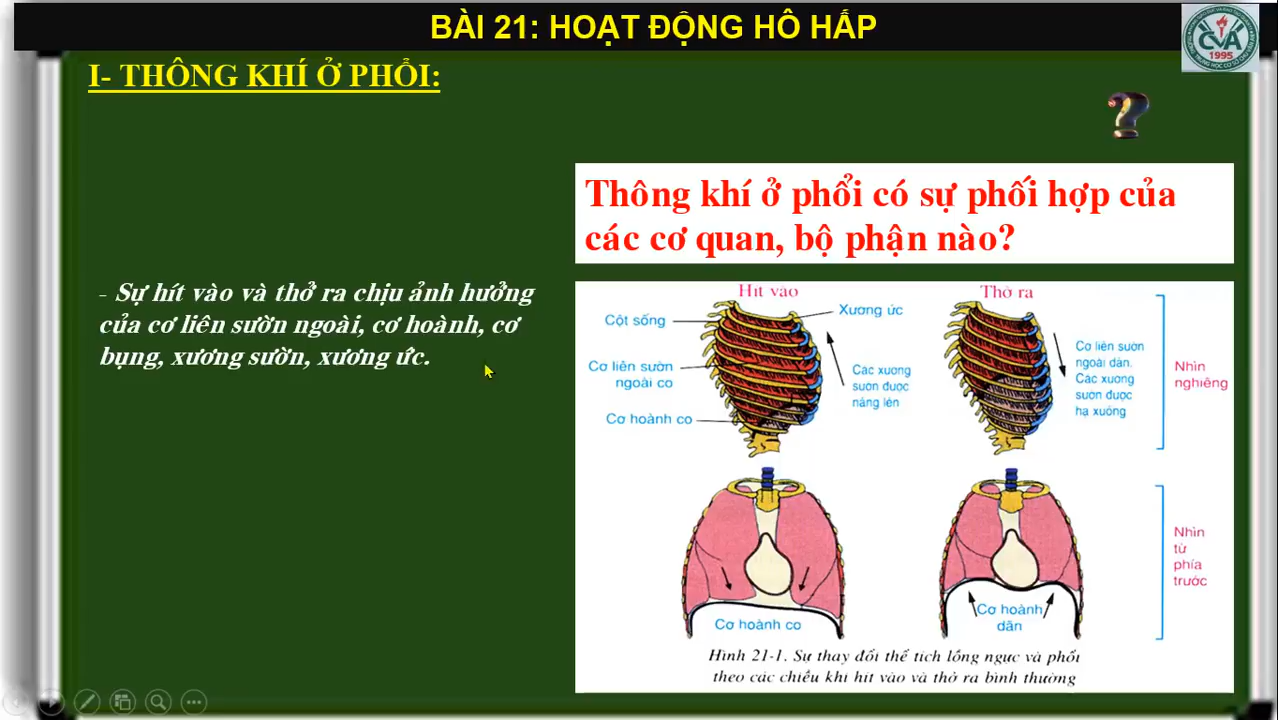 BÀI 21: HOẠT ĐỘNG HÔ HẤP
CVA
1995
I- THÔNG KHÍ Ở PHỔI:
?
Thông khí ở phổi có sự phối hợp của
các cơ quan, bộ phận nào?
- Sự hít vào và thở ra chịu ảnh hưởng
của cơ liên sườn ngoài, cơ hoành, cơ
bụng, xương sườn, xương ức.
Hít vào
Thở ra
Cột sống
Xương ức
Cơ liên sườn
ngoài co
Cơ hoành co
Các xương
sườn được
nâng lên
Cơ liên sườn
ngoài dãn.
Các xương
sườn được
hạ xuống
Nhìn
nghiêng
Cơ hoành co
Cơ hoành
dãn
Nhìn
từ
phía
trước
Hình 21-1. Sự thay đổi thể tích lồng ngực và phổi
theo các chiều khi hít vào và thở ra bình thường